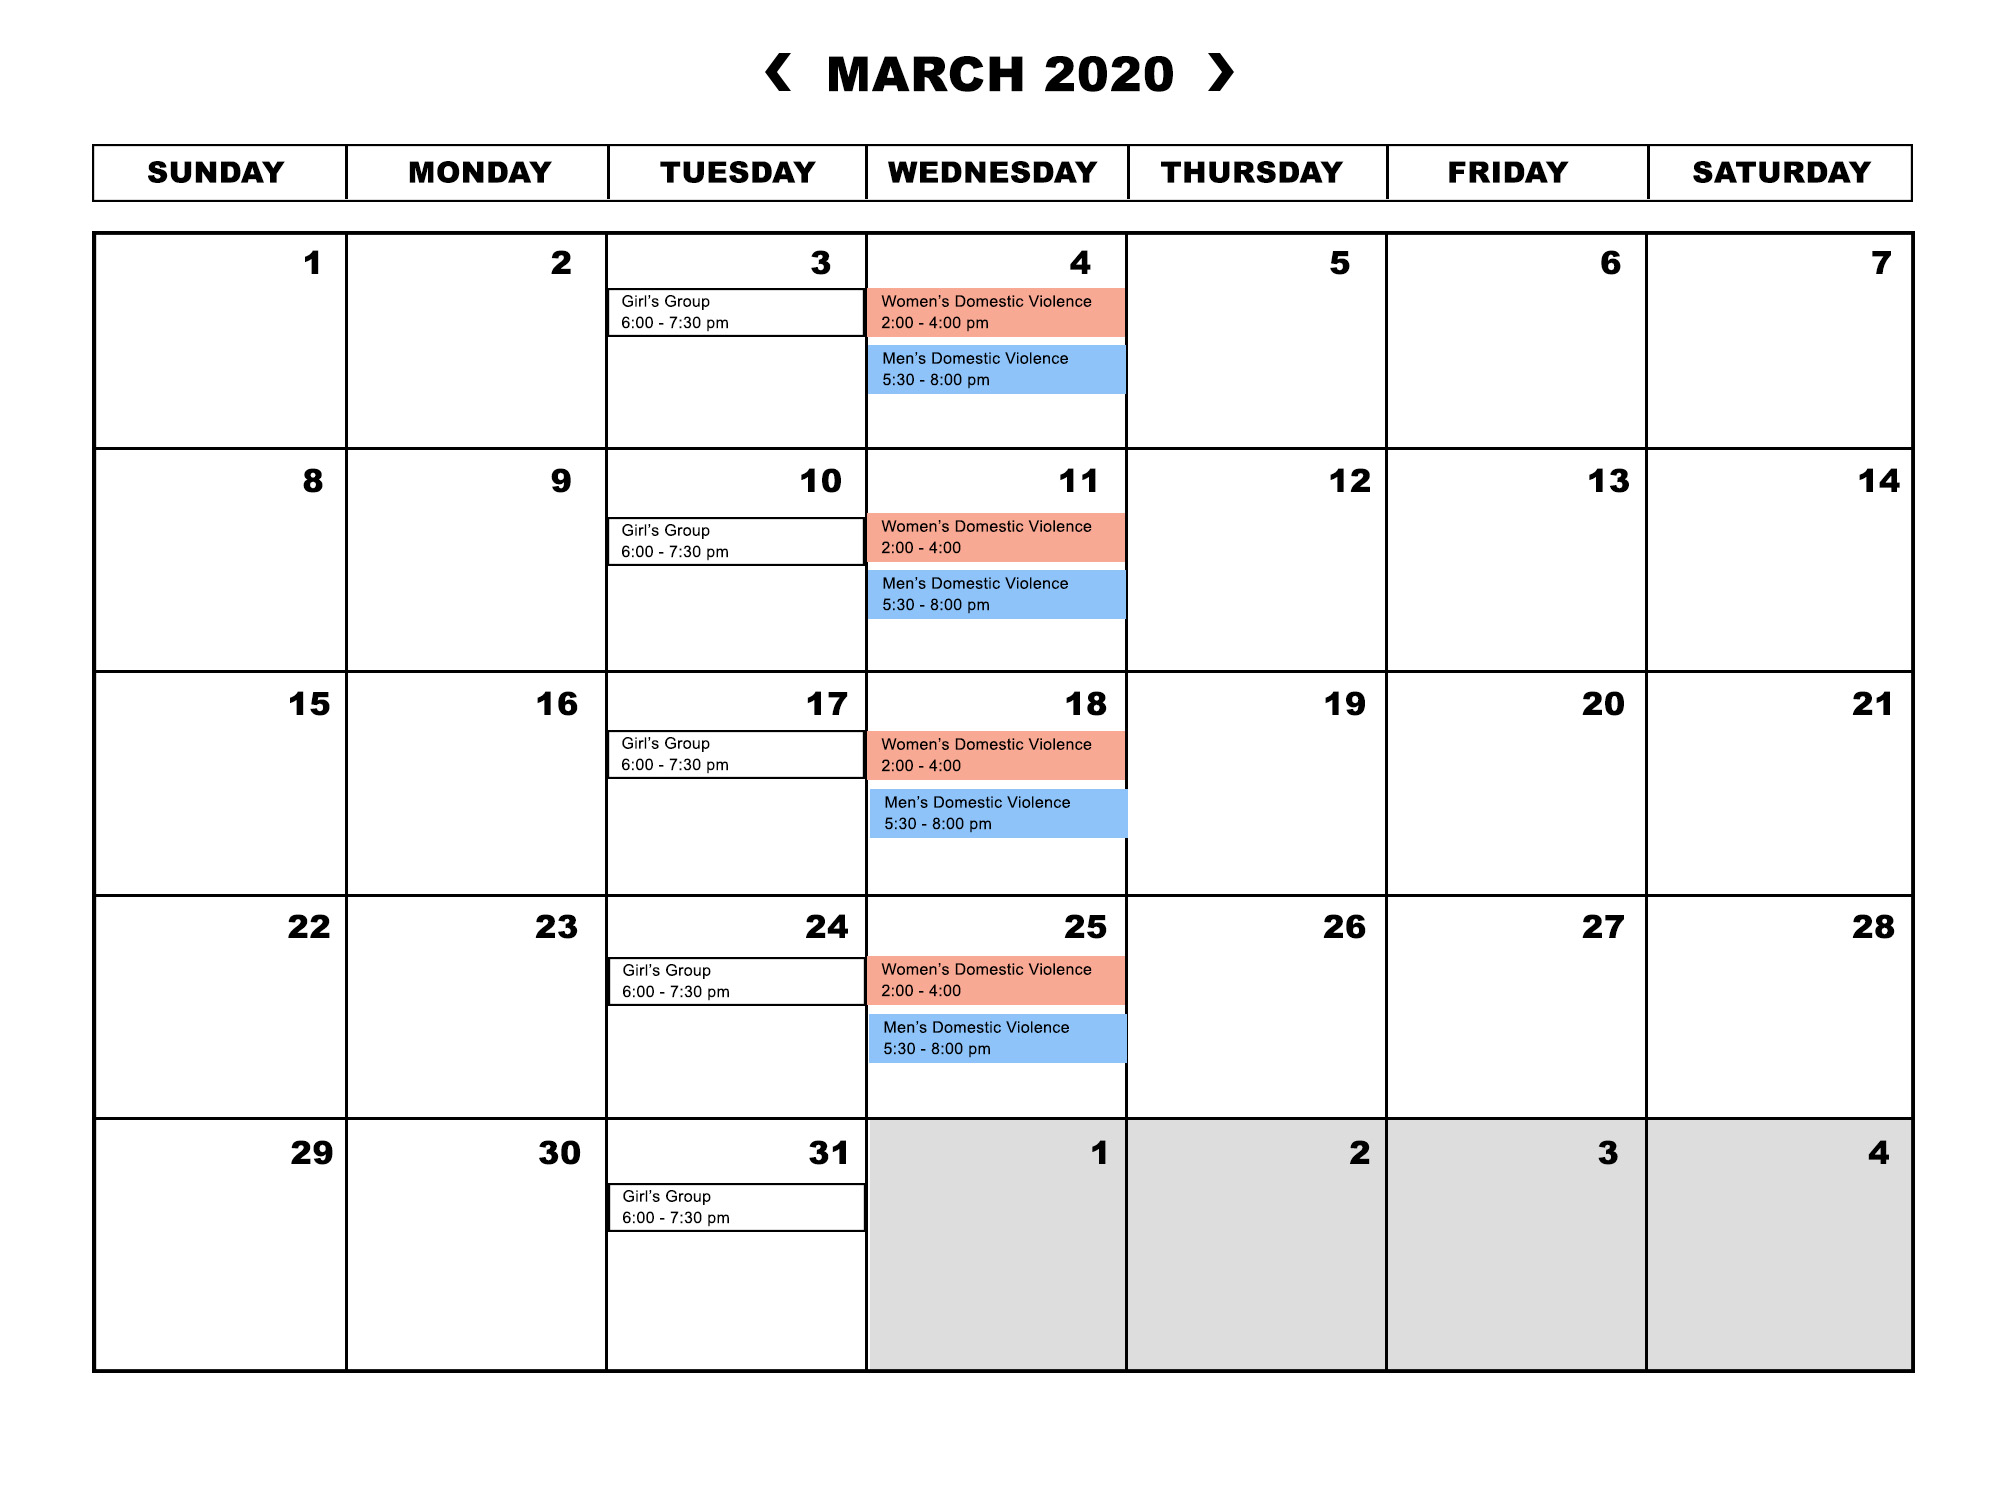 ❮ MARCH 2020 ❯
SUNDAY MONDAY TUESDAY WEDNESDAY THURSDAY FRIDAY SATURDAY
1 2 3 4 5 6 7
Girl's Group
6:00 - 7:30 pm
Women's Domestic Violence
2:00 - 4:00 pm
Men's Domestic Violence
5:30 - 8:00 pm
8 9 10 11 12 13 14
Girl's Group
6:00 - 7:30 pm
Women's Domestic Violence
2:00 - 4:00
Men's Domestic Violence
5:30 - 8:00 pm
15 16 17 18 19 20 21
Girl's Group
6:00 - 7:30 pm
Women's Domestic Violence
2:00 - 4:00
Men's Domestic Violence
5:30 - 8:00 pm
22 23 24 25 26 27 28
Girl's Group
6:00 - 7:30 pm
Women's Domestic Violence
2:00 - 4:00
Men's Domestic Violence
5:30 - 8:00 pm
29 30 31 1 2 3 4
Girl's Group
6:00 - 7:30 pm